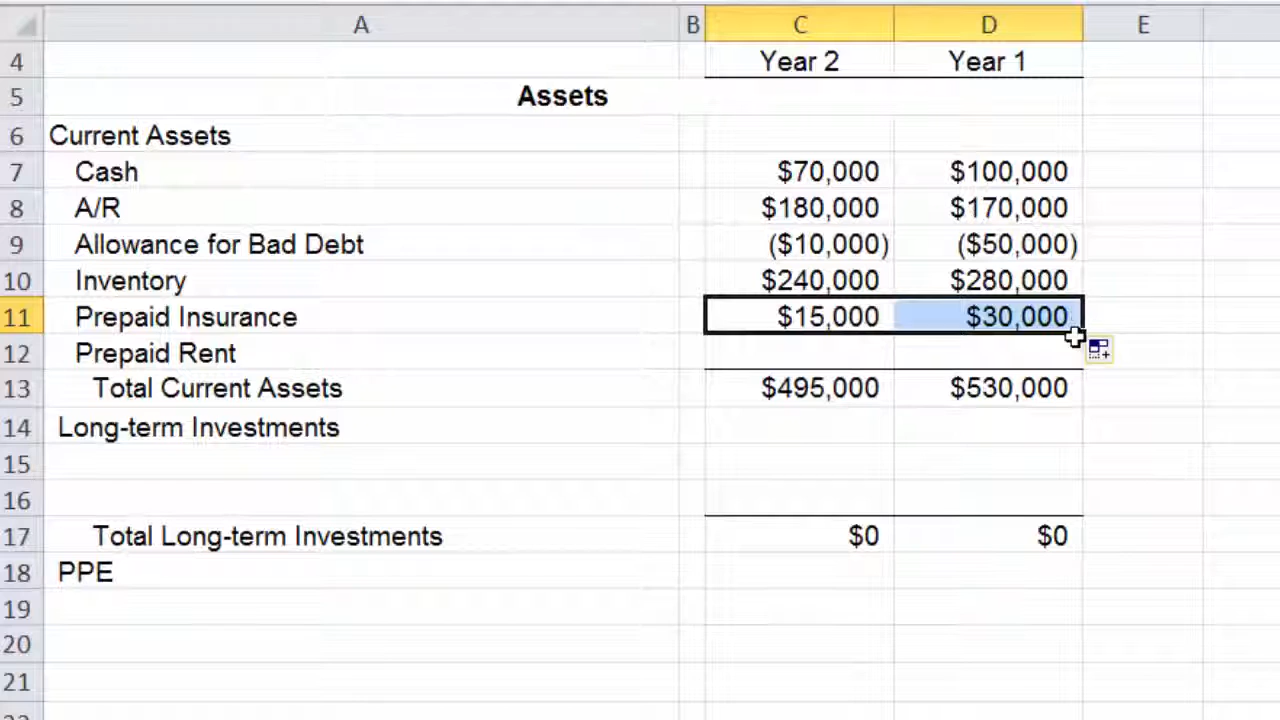 A B C D E
4 Year 2 Year 1
5 Assets
6 Current Assets
7 Cash $70,000 $100,000
8 A/R $180,000 $170,000
9 Allowance for Bad Debt ($10,000) ($50,000)
10 Inventory $240,000 $280,000
11 Prepaid Insurance $15,000 $30,000
12 Prepaid Rent
13 Total Current Assets $495,000 $530,000
14 Long-term Investments
15
16
17 Total Long-term Investments $0 $0
18 PPE
19
20
21